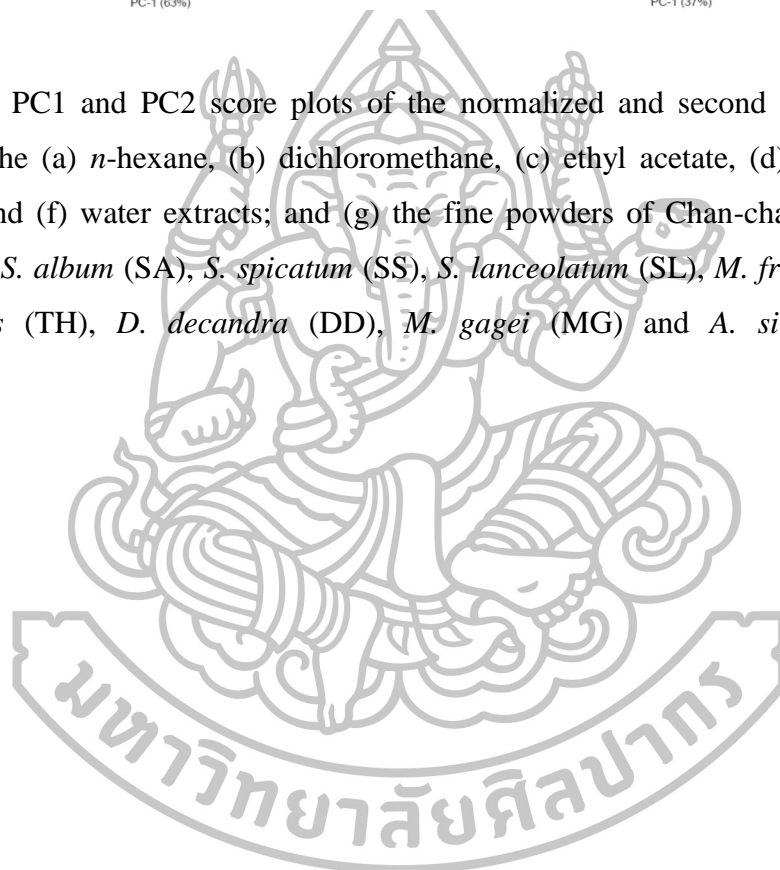 PC-1 (63%) PC-1 (37%)
PC1 and PC2 score plots of the normalized and second
he (a) n-hexane, (b) dichloromethane, (c) ethyl acetate, (d)
nd (f) water extracts; and (g) the fine powders of Chan-cha
S. album (SA), S. spicatum (SS), S. lanceolatum (SL), M. fr
s (TH), D. decandra (DD), M. gagei (MG) and A. si
มหาวิทยาลัยศิลปากร